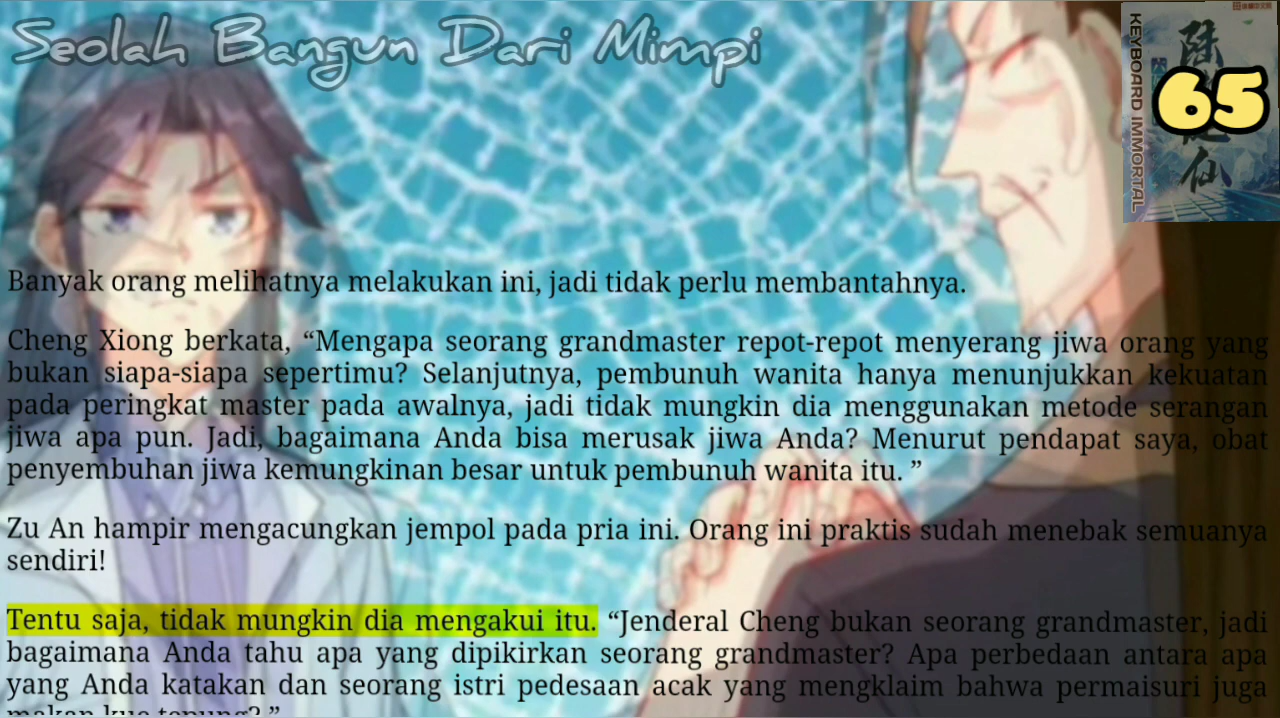 Seolah Bangun Dari Mimpi
KEYBOARD IMMORTAL
65
仙
Banyak orang melihatnya melakukan ini, jadi tidak perlu membantahnya.
Cheng Xiong berkata, “Mengapa seorang grandmaster repot-repot menyerang jiwa orang yang
bukan siapa-siapa sepertimu? Selanjutnya, pembunuh wanita hanya menunjukkan kekuatan
pada peringkat master pada awalnya, jadi tidak mungkin dia menggunakan metode serangan
jiwa apa pun. Jadi, bagaimana Anda bisa merusak jiwa Anda? Menurut pendapat saya, obat
penyembuhan jiwa kemungkinan besar untuk pembunuh wanita itu. ”
Zu An hampir mengacungkan jempol pada pria ini. Orang ini praktis sudah menebak semuanya
sendiri!
Tentu saja, tidak mungkin dia mengakui itu. “Jenderal Cheng bukan seorang grandmaster, jadi
bagaimana Anda tahu apa yang dipikirkan seorang grandmaster? Apa perbedaan antara apa
yang Anda katakan dan seorang istri pedesaan acak yang mengklaim bahwa permaisuri juga
makan kue tepung? ”